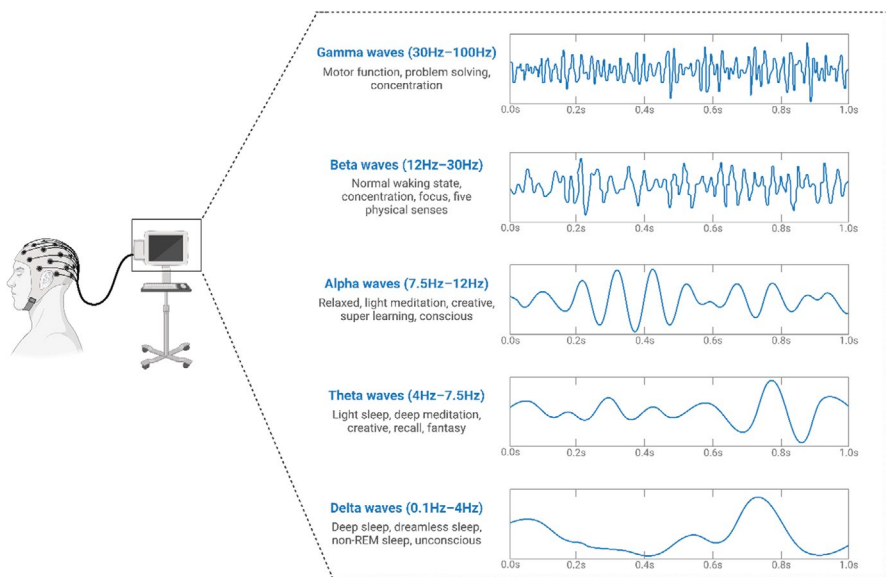 Gamma waves (30Hz–100Hz)
Motor function, problem solving,
concentration
0.0s 0.2s 0.4s 0.6s 0.8s 1.0s
Beta waves (12Hz–30Hz)
Normal waking state,
concentration, focus, five
physical senses
0.0s 0.2s 0.4s 0.6s 0.8s 1.0s
Alpha waves (7.5Hz–12Hz)
Relaxed, light meditation, creative,
super learning, conscious
0.0s 0.2s 0.4s 0.6s 0.8s 1.0s
Theta waves (4Hz–7.5Hz)
Light sleep, deep meditation,
creative, recall, fantasy
0.0s 0.2s 0.4s 0.6s 0.8s 1.0s
Delta waves (0.1Hz–4Hz)
Deep sleep, dreamless sleep,
non-REM sleep, unconscious
0.0s 0.2s 0.4s 0.6s 0.8s 1.0s